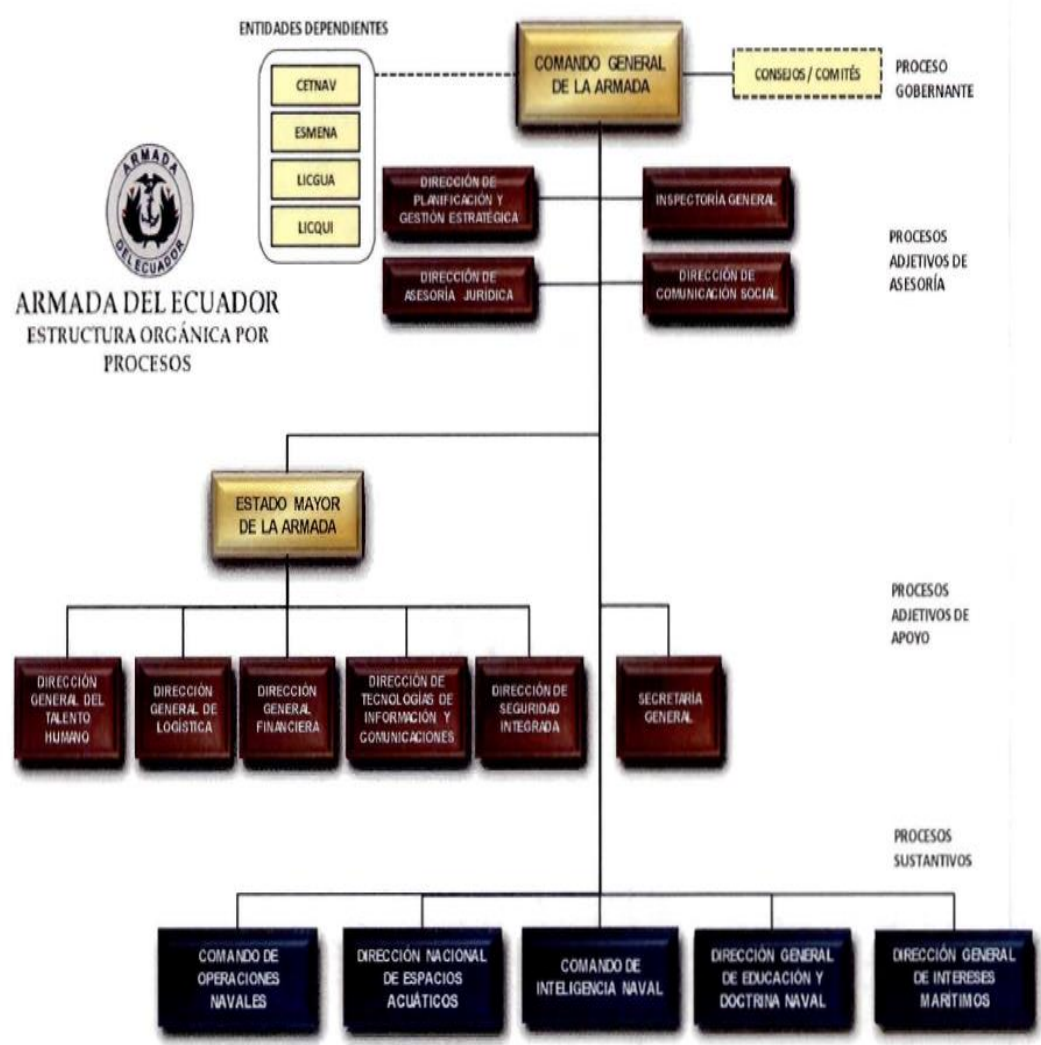 ENTIDADES DEPENDIENTES
CETNAV
ESMENA
LICGUA
LICQUI
COMANDO GENERAL
DE LA ARMADA
CONSEJOS / COMITÉS
PROCESO
GOBERNANTE
ARMADA
DEL ECUADOR
ARMADA DEL ECUADOR
ESTRUCTURA ORGÁNICA POR
PROCESOS
DIRECCIÓN DE
PLANIFICACIÓN Y
GESTIÓN ESTRATÉGICA
INSPECTORÍA GENERAL
DIRECCIÓN DE
ASESORÍA JURÍDICA
DIRECCIÓN DE
COMUNICACIÓN SOCIAL
PROCESOS
ADJETIVOS DE
ASESORÍA
ESTADO MAYOR
DE LA ARMADA
PROCESOS
ADJETIVOS DE
APOYO
DIRECCIÓN
GENERAL DEL
TALENTO
HUMANO
DIRECCIÓN
GENERAL DE
LOGÍSTICA
DIRECCIÓN
GENERAL
FINANCIERA
DIRECCIÓN DE
TECNOLOGÍAS DE
INFORMACIÓN Y
COMUNICACIONES
DIRECCIÓN DE
SEGURIDAD
INTEGRADA
SECRETARÍA
GENERAL
PROCESOS
SUSTANTIVOS
COMANDO DE
OPERACIONES
NAVALES
DIRECCIÓN NACIONAL
DE ESPACIOS
ACUÁTICOS
COMANDO DE
INTELIGENCIA NAVAL
DIRECCIÓN GENERAL
DE EDUCACIÓN Y
DOCTRINA NAVAL
DIRECCIÓN GENERAL
DE INTERESES
MARÍTIMOS